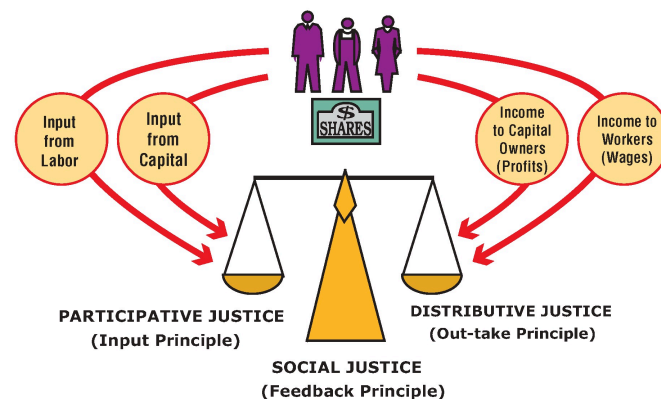 $
SHARES
Input
from
Labor
Input
from
Capital
Income
to Capital
Owners
(Profits)
Income to
Workers
(Wages)
PARTICIPATIVE JUSTICE
(Input Principle)
DISTRIBUTIVE JUSTICE
(Out-take Principle)
SOCIAL JUSTICE
(Feedback Principle)